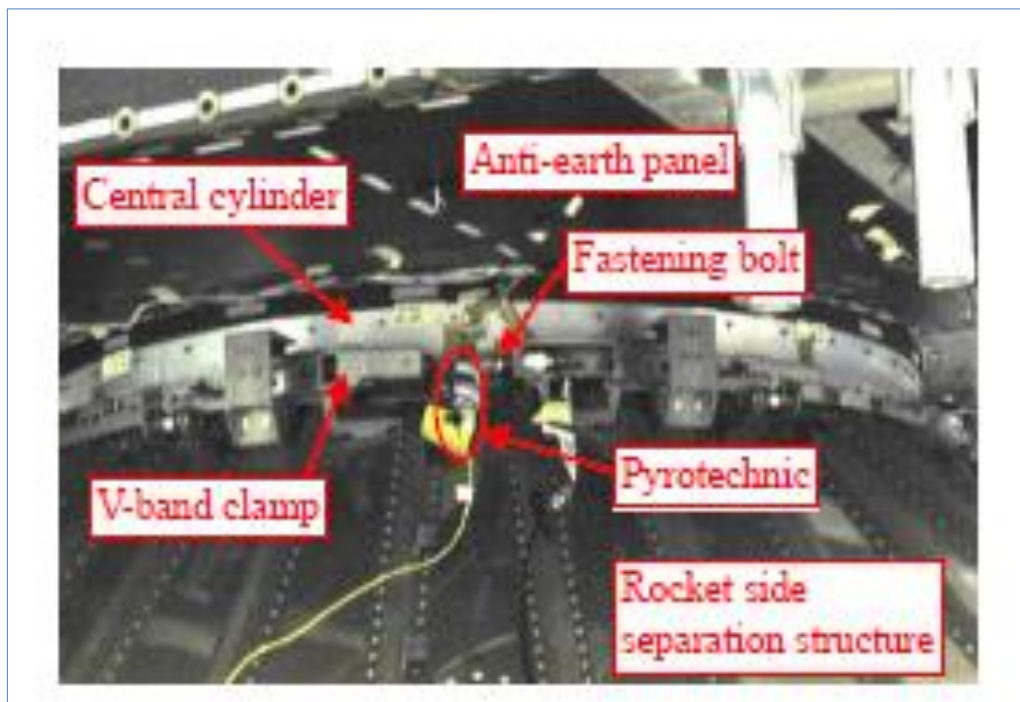 Anti-earth panel
Central cylinder
Fastening bolt
Pyrotechnic
V-band clamp
Rocket side
separation structure